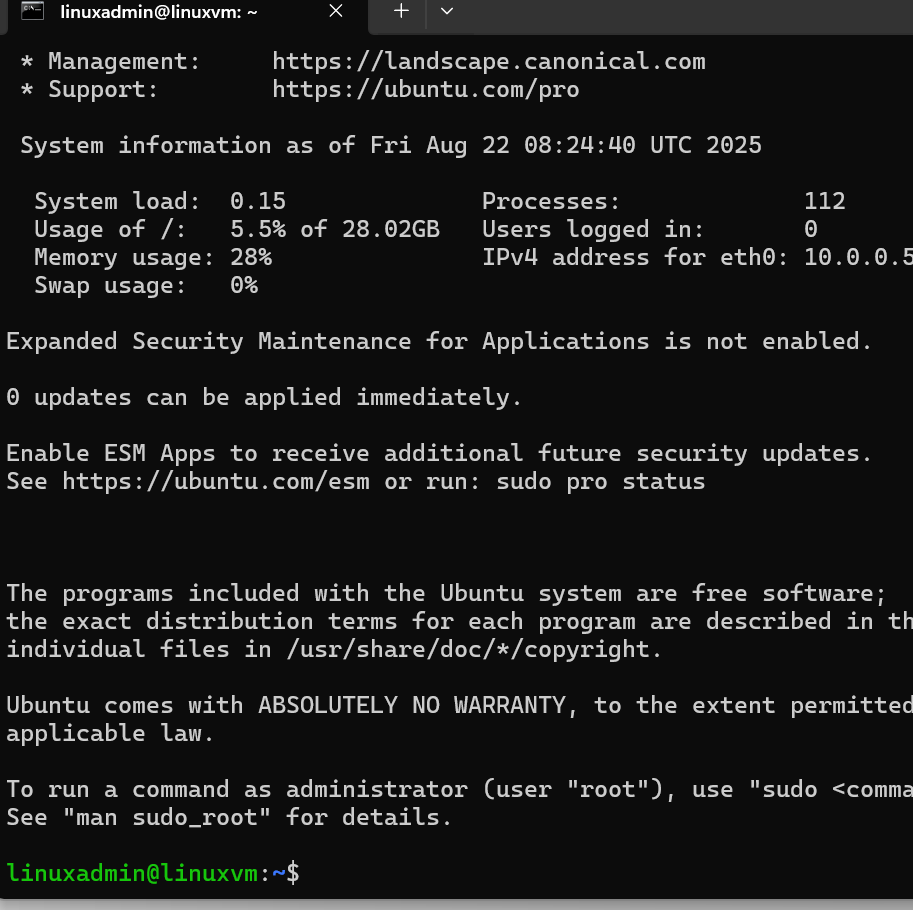 linuxadmin@linuxvm: ~
* Management:     https://landscape.canonical.com
* Support:        https://ubuntu.com/pro
System information as of Fri Aug 22 08:24:40 UTC 2025
System load:  0.15              Processes:             112
Usage of /:   5.5% of 28.02GB   Users logged in:       0
Memory usage: 28%               IPv4 address for eth0: 10.0.0.5
Swap usage:   0%
Expanded Security Maintenance for Applications is not enabled.
0 updates can be applied immediately.
Enable ESM Apps to receive additional future security updates.
See https://ubuntu.com/esm or run: sudo pro status
The programs included with the Ubuntu system are free software;
the exact distribution terms for each program are described in th
individual files in /usr/share/doc/*/copyright.
Ubuntu comes with ABSOLUTELY NO WARRANTY, to the extent permitted
applicable law.
To run a command as administrator (user "root"), use "sudo <comma
See "man sudo_root" for details.
linuxadmin@linuxvm:~$